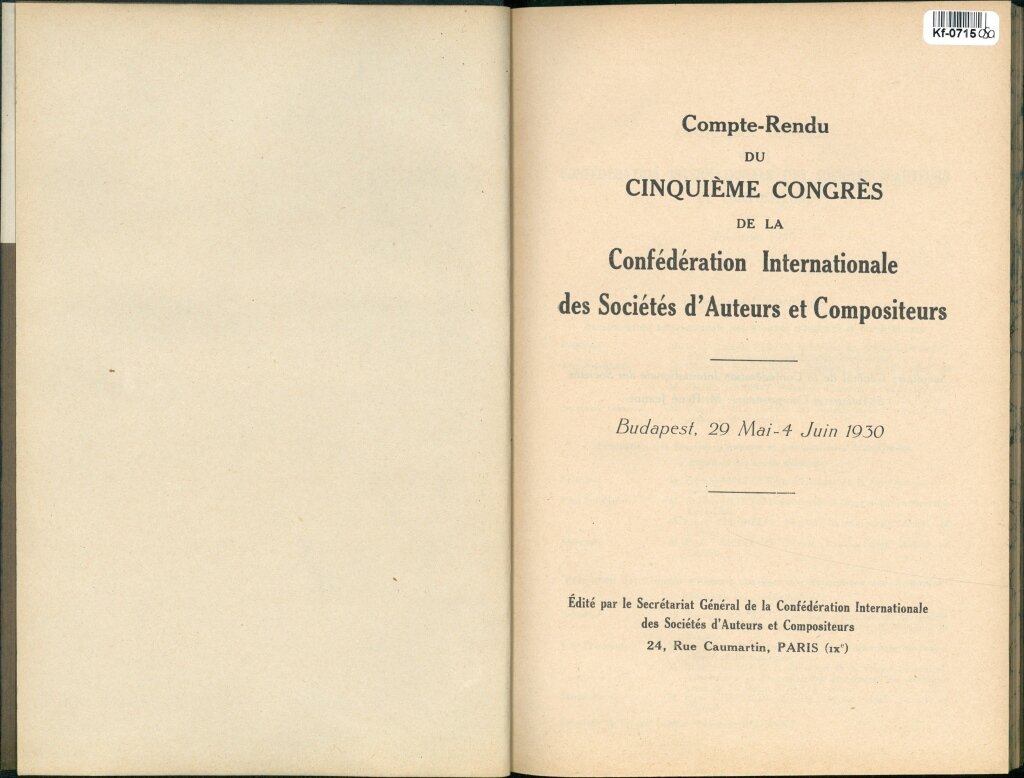 Kf-0715
Compte-Rendu
DU
CINQUIÈME CONGRÈS
DE LA
Confédération Internationale
des Sociétés d'Auteurs et Compositeurs
Budapest, 29 Mai-4 Juin 1930
Édité par le Secrétariat Général de la Confédération Internationale
des Sociétés d'Auteurs et Compositeurs
24, Rue Caumartin, PARIS (IXᵉ)